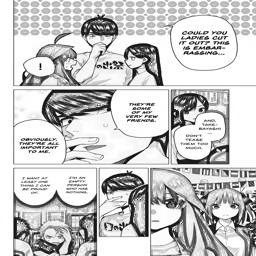 COULD YOU
LADIES CUT
IT OUT? THIS
IS EMBAR-
RASSING...
!
THEY'RE
SOME
OF MY
VERY FEW
FRIENDS.
AND,
TAKE-
BAYASHI
DON'T
TEASE
THEM TOO
MUCH.
OBVIOUSLY,
THEY'RE ALL
IMPORTANT
TO ME.
I'M AN
EMPTY
PERSON
WHO HAS
NOTHING.
I WANT AT
LEAST ONE
THING I CAN
BE PROUD
OF.